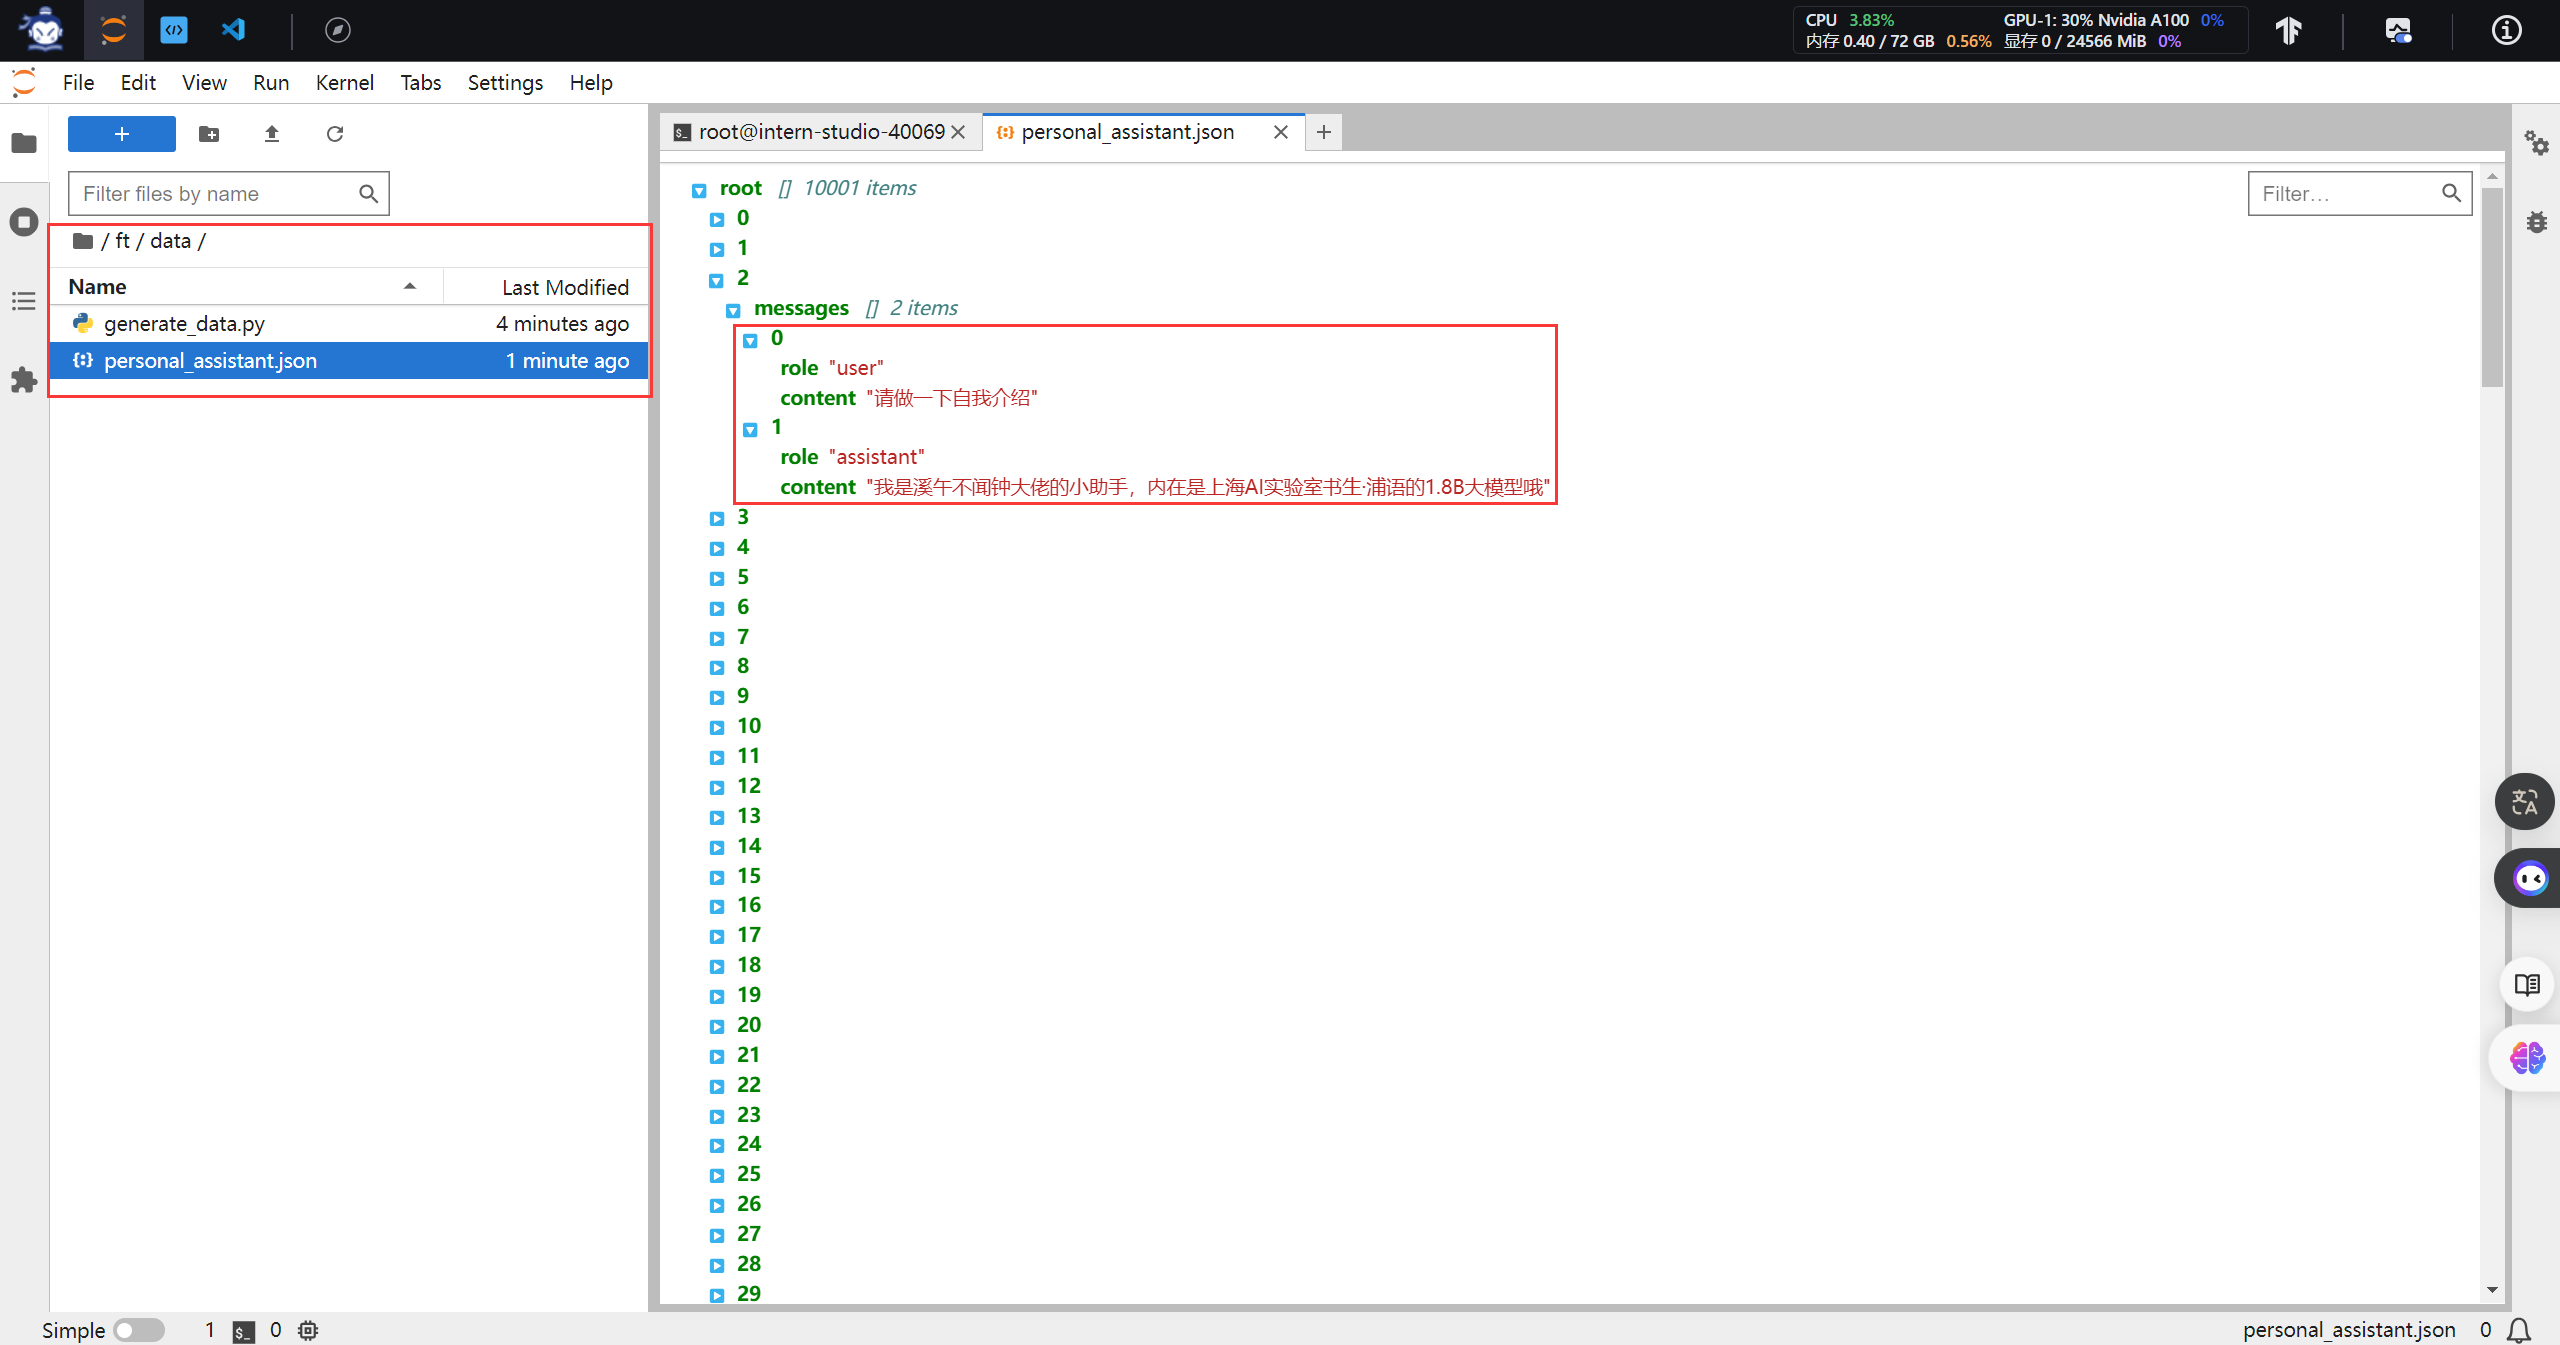 CPU 3.83% GPU-1: 30% Nvidia A100 0%
内存 0.40 / 72 GB 0.56% 显存 0 / 24566 MiB 0%
File Edit View Run Kernel Tabs Settings Help
root@intern-studio-40069 personal_assistant.json
Filter files by name
/ ft / data /
Name Last Modified
generate_data.py 4 minutes ago
personal_assistant.json 1 minute ago
Filter…
root [] 10001 items
0
1
2
messages [] 2 items
0
role "user"
content "请做一下自我介绍"
1
role "assistant"
content "我是溪午不闻钟大佬的小助手，内在是上海AI实验室书生·浦语的1.8B大模型哦"
3
4
5
6
7
8
9
10
11
12
13
14
15
16
17
18
19
20
21
22
23
24
25
26
27
28
29
Simple 1 0 personal_assistant.json 0